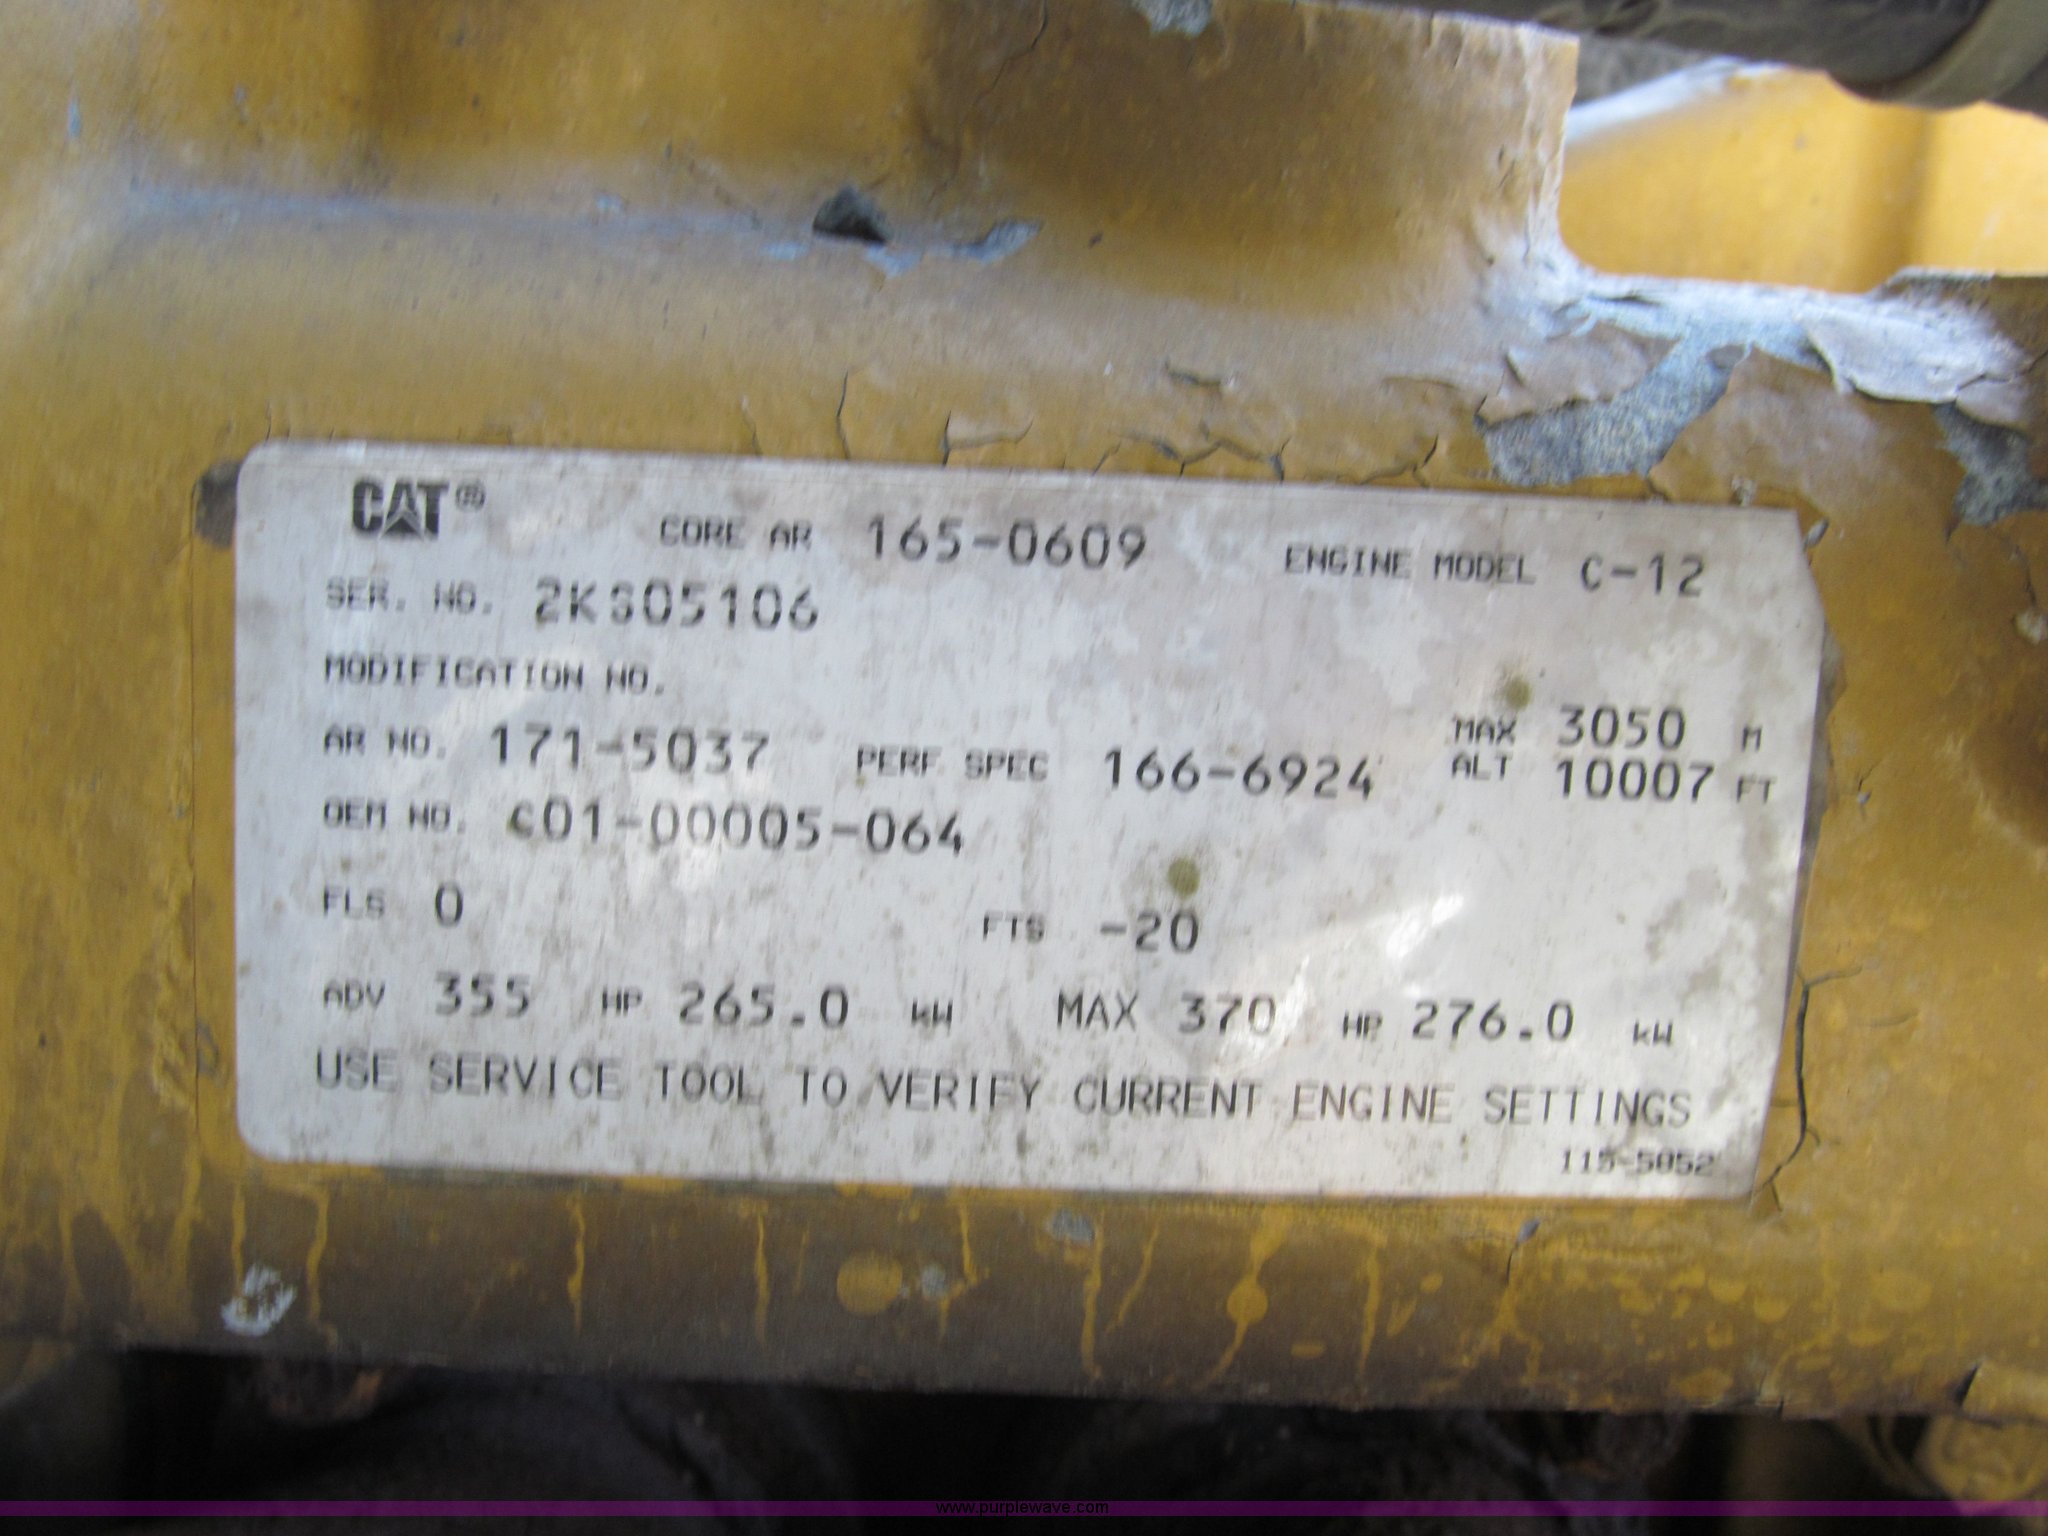 CAT®
CORE AR 165-0609 ENGINE MODEL C-12
SER. NO. 2KS05106
MODIFICATION NO.
AR NO. 171-5037 PERF SPEC 166-6924 MAX ALT 3050 M 10007 FT
OEM NO. C01-00005-064
FLS 0 FTS -20
ADV 355 HP 265.0 kW MAX 370 HP 276.0 kW
USE SERVICE TOOL TO VERIFY CURRENT ENGINE SETTINGS
115-5852
www.purplewave.com